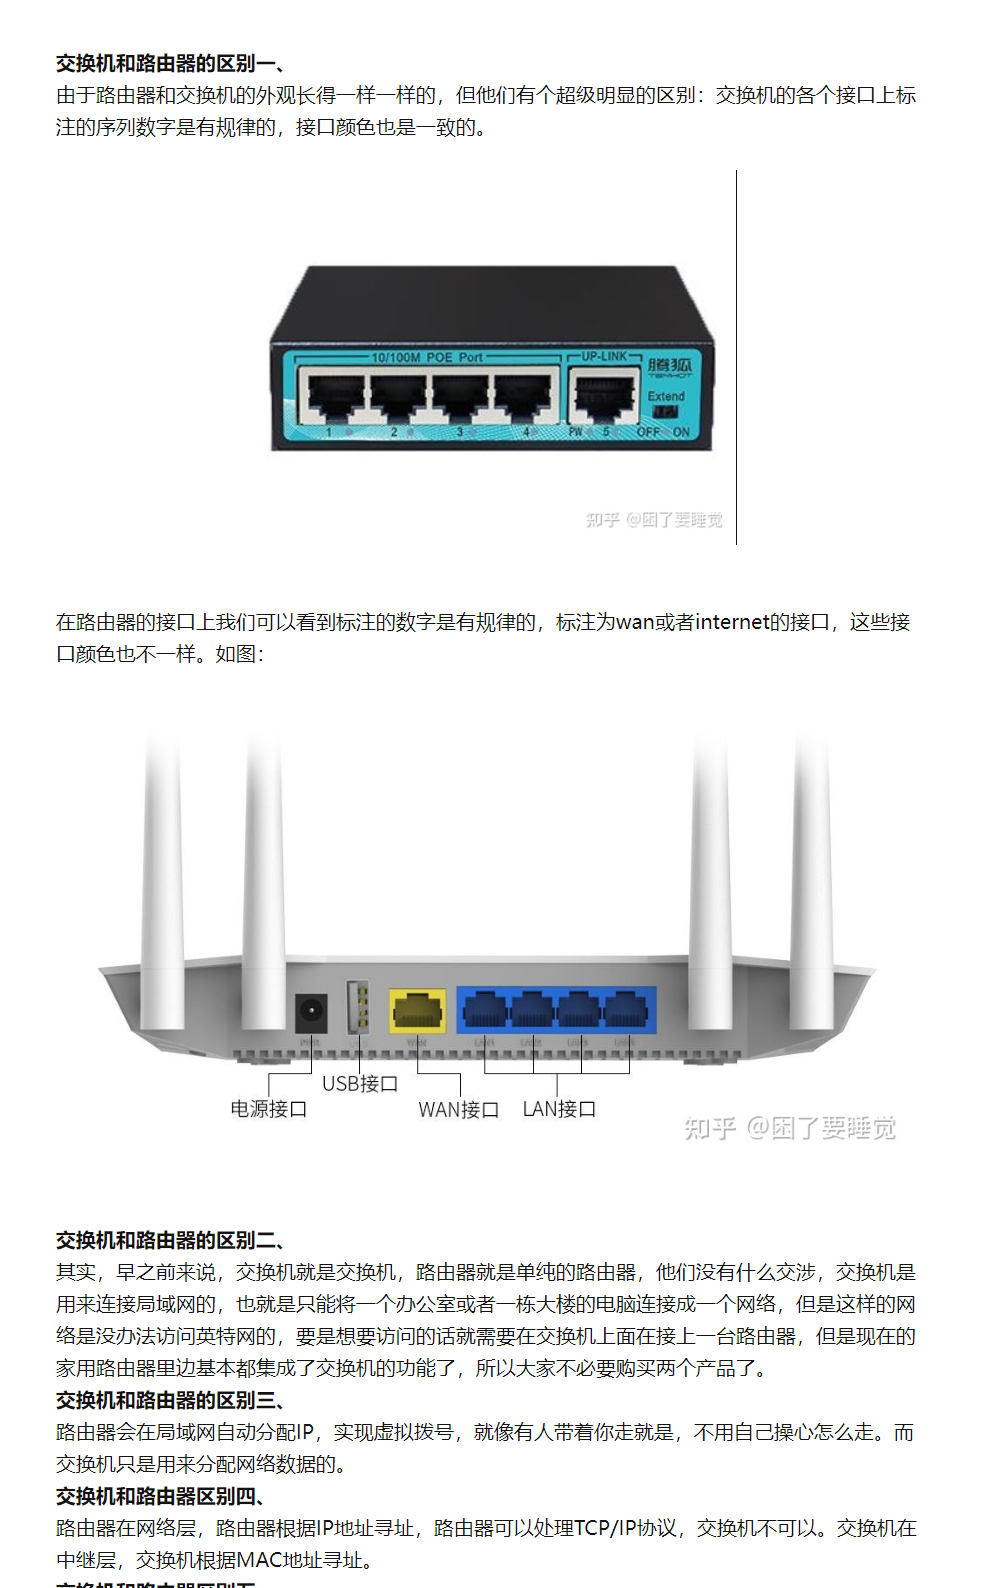 交换机和路由器的区别一、
由于路由器和交换机的外观长得一样一样的，但他们有个超级明显的区别：交换机的各个接口上标
注的序列数字是有规律的，接口颜色也是一致的。
10/100M POE Port
UP-LINK
腾狐
TENHOT
Extend
1 2 3 4 PW 5 OFF ON
知乎 @困了要睡觉
在路由器的接口上我们可以看到标注的数字是有规律的，标注为wan或者internet的接口，这些接
口颜色也不一样。如图：
USB接口
电源接口 WAN接口 LAN接口
知乎 @困了要睡觉
交换机和路由器的区别二、
其实，早之前来说，交换机就是交换机，路由器就是单纯的路由器，他们没有什么交涉，交换机是
用来连接局域网的，也就是只能将一个办公室或者一栋大楼的电脑连接成一个网络，但是这样的网
络是没办法访问英特网的，要是想要访问的话就需要在交换机上面在接上一台路由器，但是现在的
家用路由器里边基本都集成了交换机的功能了，所以大家不必要购买两个产品了。
交换机和路由器的区别三、
路由器会在局域网自动分配IP，实现虚拟拨号，就像有人带着你走就是，不用自己操心怎么走。而
交换机只是用来分配网络数据的。
交换机和路由器区别四、
路由器在网络层，路由器根据IP地址寻址，路由器可以处理TCP/IP协议，交换机不可以。交换机在
中继层，交换机根据MAC地址寻址。